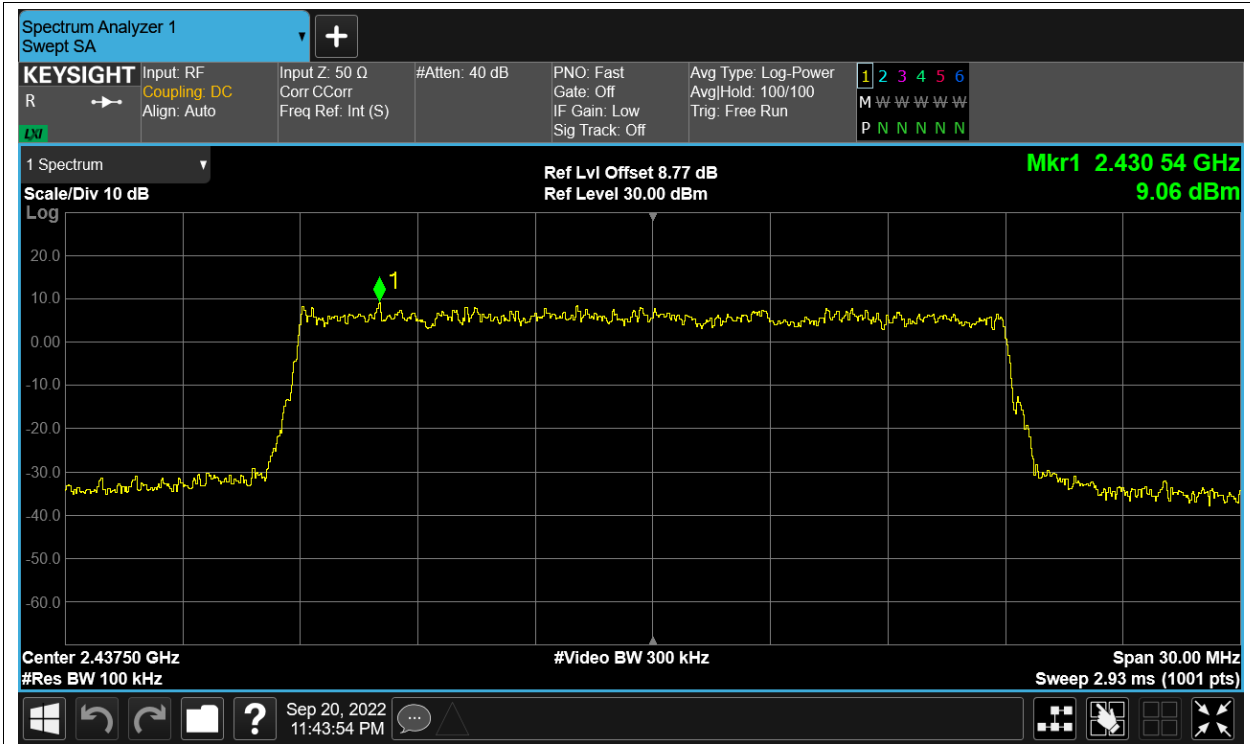 Spectrum Analyzer 1
Swept SA
+
KEYSIGHT
R
LXI
Input: RF
Coupling: DC
Align: Auto
Input Z: 50 Ω
Corr CCorr
Freq Ref: Int (S)
#Atten: 40 dB
PNO: Fast
Gate: Off
IF Gain: Low
Sig Track: Off
Avg Type: Log-Power
Avg|Hold: 100/100
Trig: Free Run
1 2 3 4 5 6
M W W W W W
P N N N N N
1 Spectrum
Scale/Div 10 dB
Log
Ref Lvl Offset 8.77 dB
Ref Level 30.00 dBm
Mkr1 2.430 54 GHz
9.06 dBm
20.0
10.0
0.00
-10.0
-20.0
-30.0
-40.0
-50.0
-60.0
1
Center 2.43750 GHz
#Res BW 100 kHz
#Video BW 300 kHz
Span 30.00 MHz
Sweep 2.93 ms (1001 pts)
?
Sep 20, 2022
11:43:54 PM